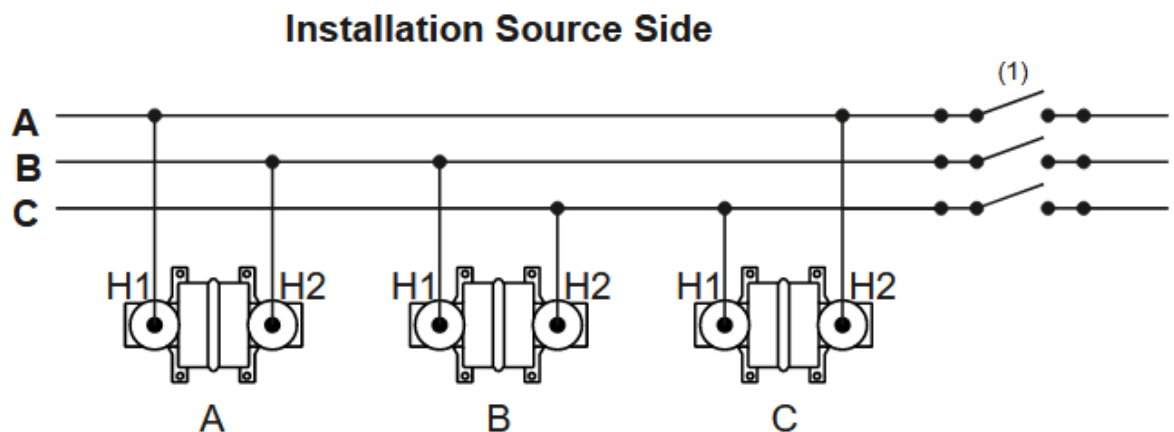 Installation Source Side
(1)
A
B
C
H1 H2 H1 H2 H1 H2
A B C